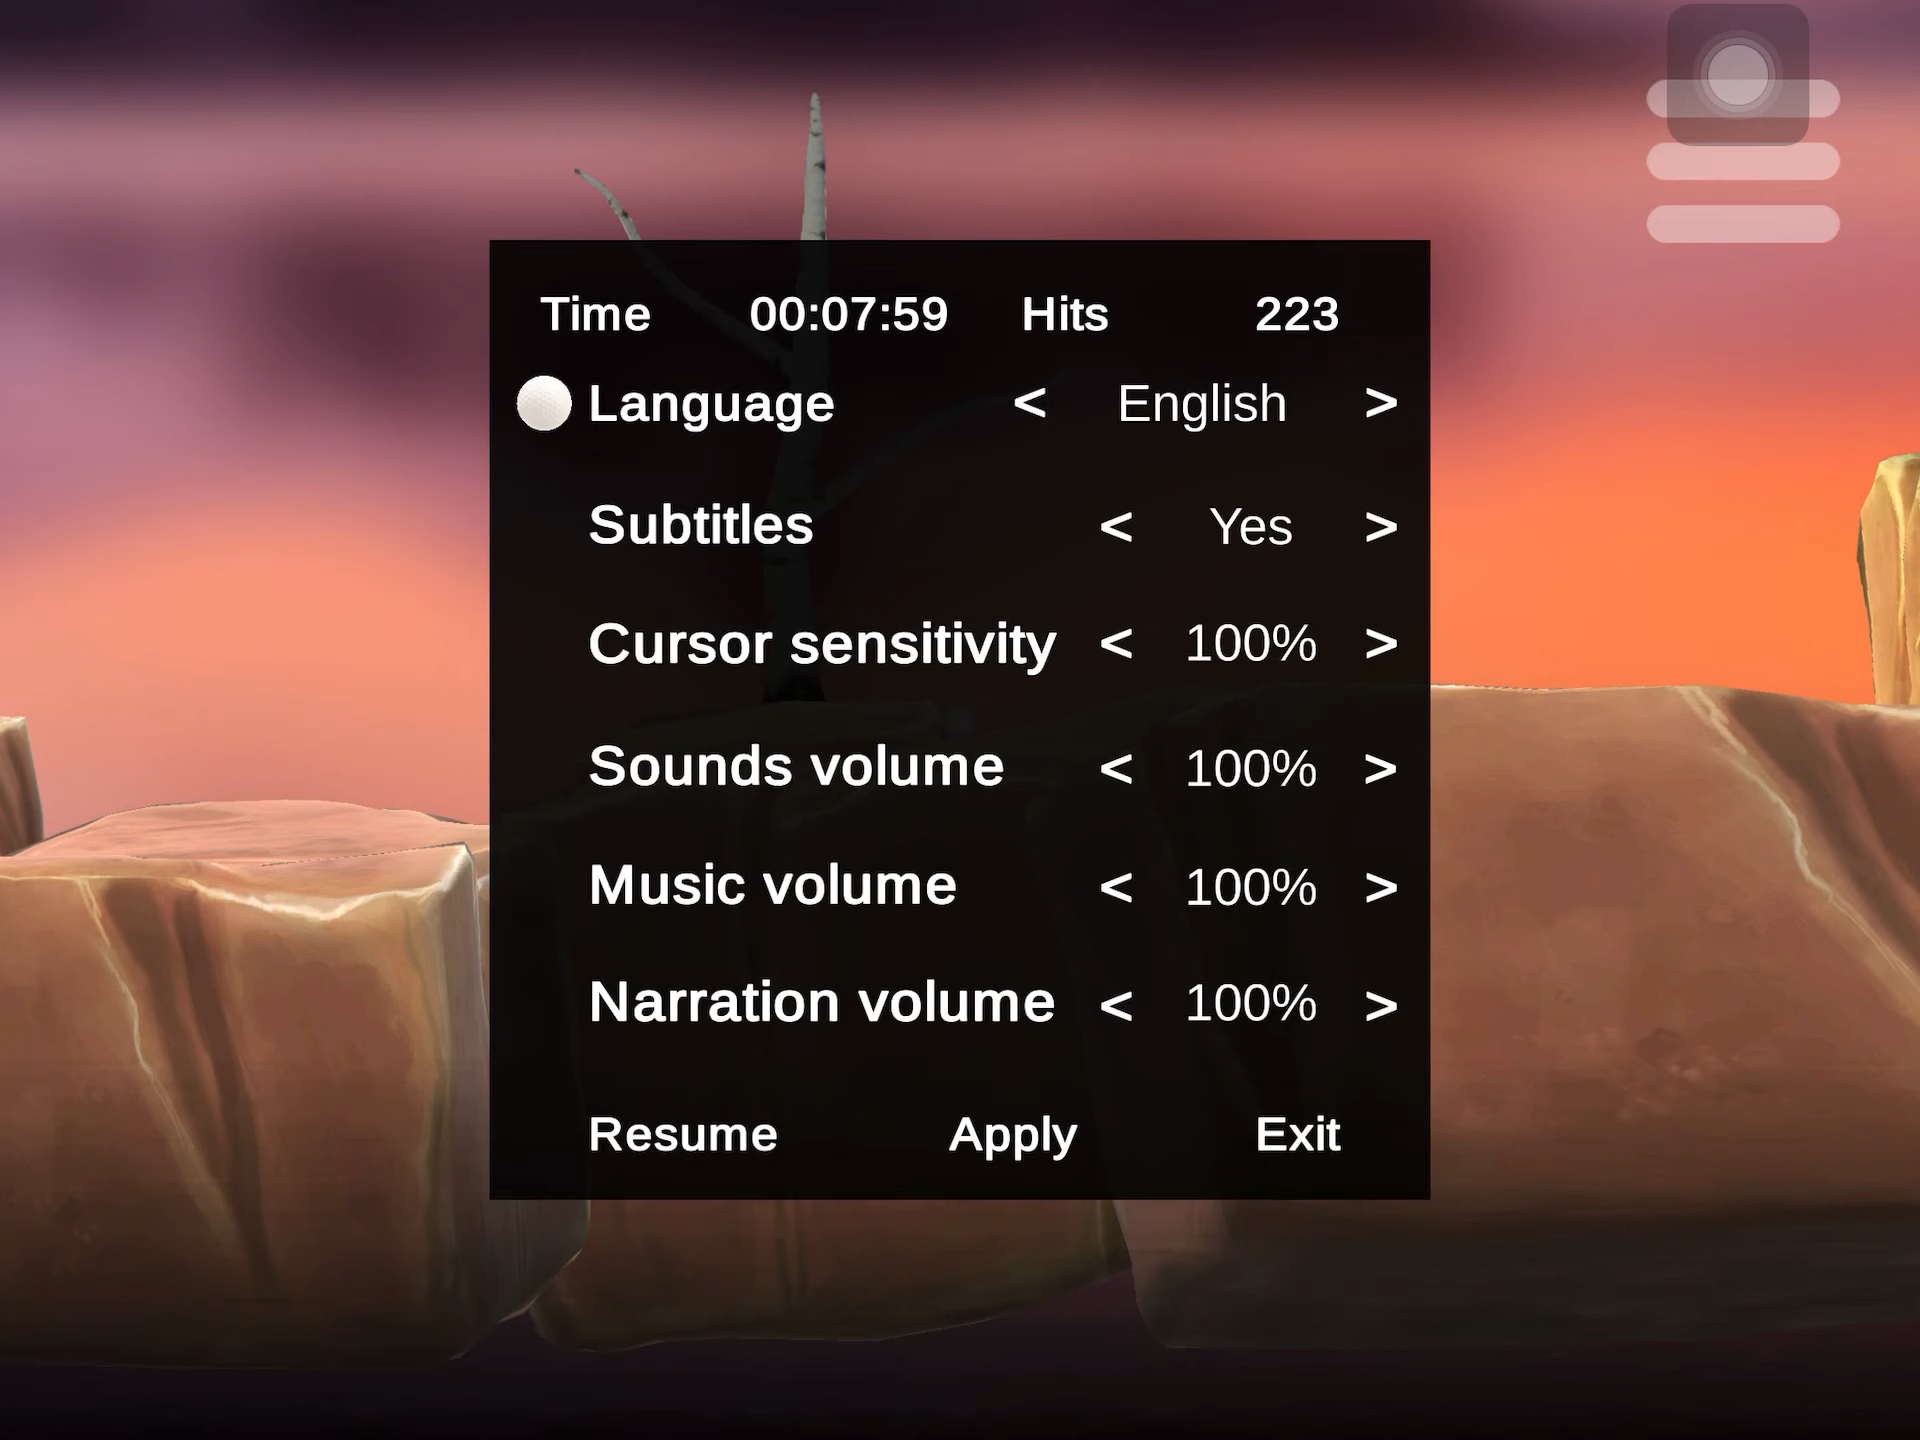 Time 00:07:59 Hits 223
Language < English >
Subtitles < Yes >
Cursor sensitivity < 100% >
Sounds volume < 100% >
Music volume < 100% >
Narration volume < 100% >
Resume Apply Exit